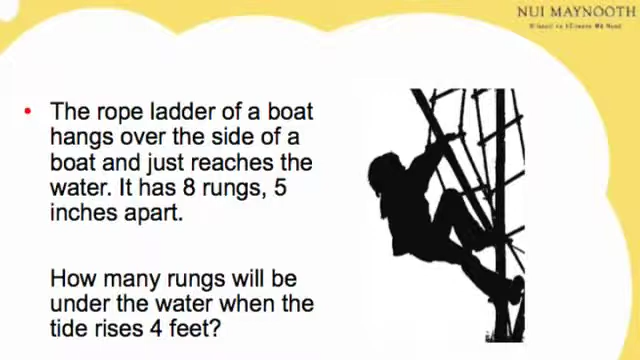 NUI MAYNOOTH
The rope ladder of a boat
hangs over the side of a
boat and just reaches the
water. It has 8 rungs, 5
inches apart.
How many rungs will be
under the water when the
tide rises 4 feet?